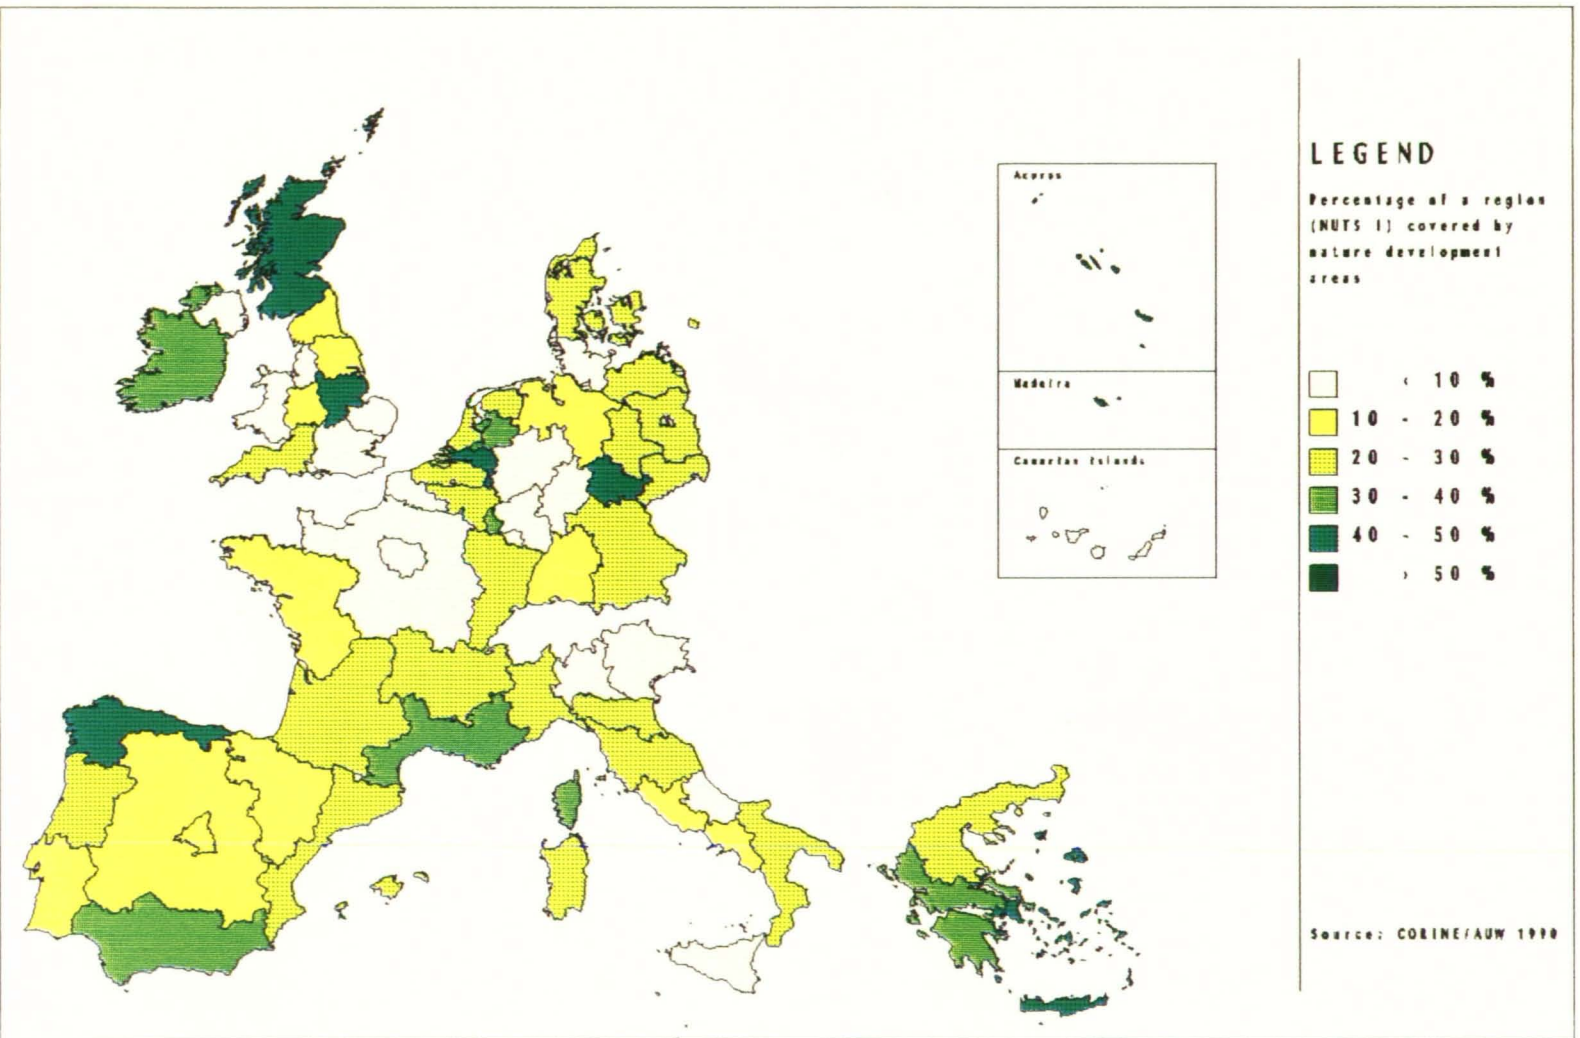 Acores
Madeira
Canarias Islands
LEGEND
Percentage of a region
(NUTS I) covered by
nature development
areas
< 10 %
10 - 20 %
20 - 30 %
30 - 40 %
40 - 50 %
> 50 %
Source: CORINE/AUW 1990